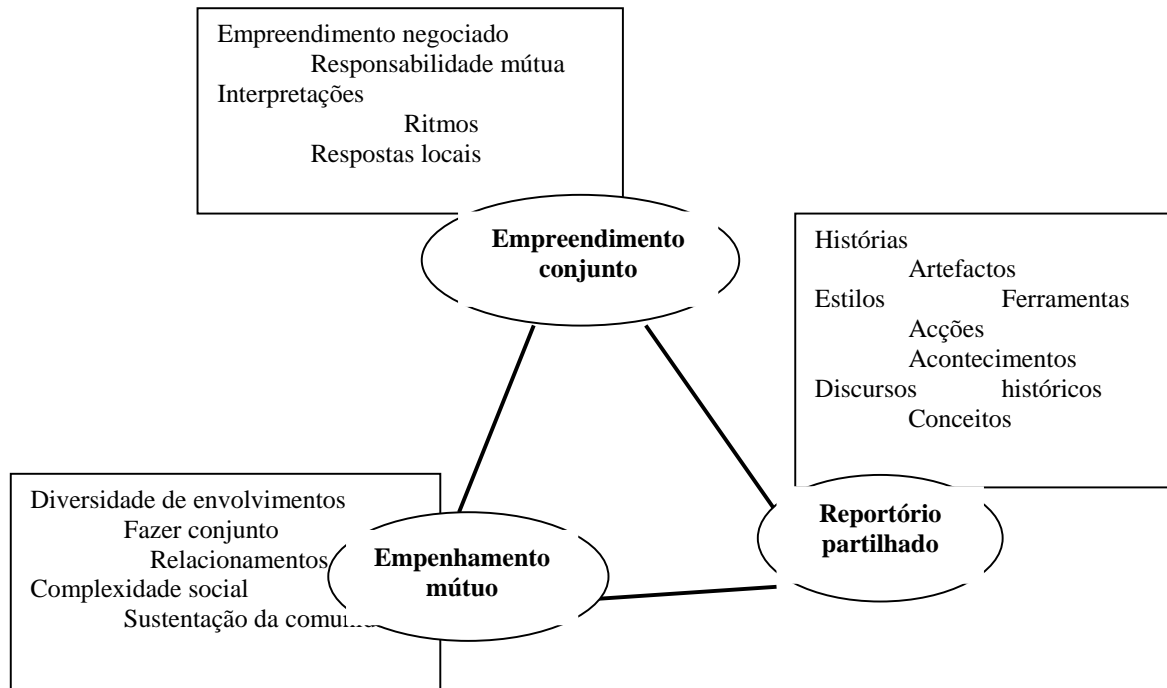 Empreendimento negociado
Responsabilidade mútua
Interpretações
Ritmos
Respostas locais
Empreendimento
conjunto
Histórias
Artefactos
Estilos Ferramentas
Acções
Acontecimentos
Discursos históricos
Conceitos
Diversidade de envolvimentos
Fazer conjunto
Relacionamentos
Complexidade social
Sustentação da
Empenhamento
mútuo
Reportório
partilhado